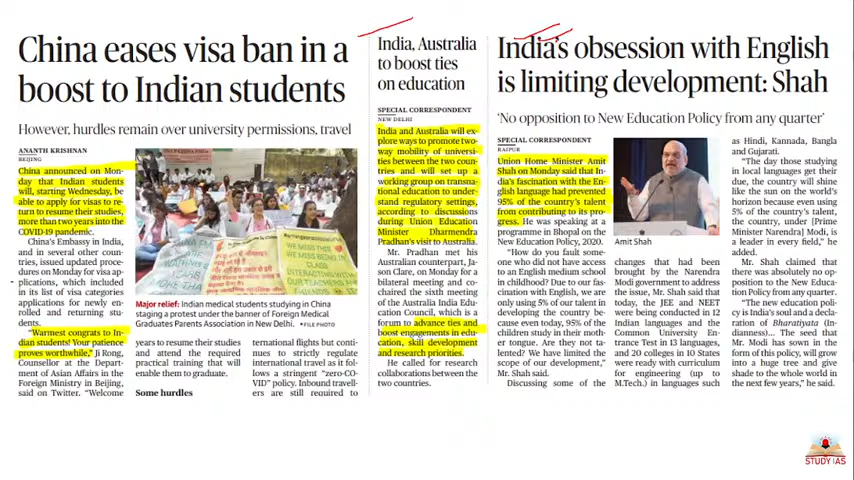 China eases visa ban in a
boost to Indian students
However, hurdles remain over university permissions, travel
ANANTH KRISHNAN
BEIJING
China announced on Mon-
day that Indian students
will, starting Wednesday, be
able to apply for visas to re-
turn to resume their studies,
more than two years into the
COVID-19 pandemic.
China's Embassy in India,
and in several other coun-
tries, issued updated proce-
dures on Monday for visa ap-
plications, which included
in its list of visa categories
applications for newly en-
rolled and returning stu-
dents.
"Warmest congrats to In-
dian students! Your patience
proves worthwhile," Ji Rong,
Counsellor at the Depart-
ment of Asian Affairs in the
Foreign Ministry in Beijing,
said on Twitter. "Welcome
WE MISS THIS
WE MISS BEING IN
CLASS
INTERACTION WITH
OUR
Major relief: Indian medical students studying in China
staging a protest under the banner of Foreign Medical
Graduates Parents Association in New Delhi. • FILE PHOTO
years to resume their studies
and attend the required
practical training that will
enable them to graduate.
Some hurdles
ternational flights but conti-
nues to strictly regulate
international travel as it fol-
lows a stringent "zero-CO-
VID" policy. Inbound travell-
ers are still required to
India, Australia
to boost ties
on education
SPECIAL CORRESPONDENT
NEW DELHI
India and Australia will exp-
lore ways to promote two-
way mobility of universi-
ties between the two coun-
tries and will set up a
working group on transna-
tional education to under-
stand regulatory settings,
according to discussions
during Union Education
Minister Dharmendra
Pradhan's visit to Australia.
Mr. Pradhan met his
Australian counterpart, Ja-
son Clare, on Monday for a
bilateral meeting and co-
chaired the sixth meeting
of the Australia India Edu-
cation Council, which is a
forum to advance ties and
boost engagements in edu-
cation, skill development
and research priorities.
He called for research
collaborations between the
two countries.
India's obsession with English
is limiting development: Shah
'No opposition to New Education Policy from any quarter'
SPECIAL CORRESPONDENT
RAIPUR
Union Home Minister Amit
Shah on Monday said that In-
dia's fascination with the En-
glish language had prevented
95% of the country's talent
from contributing to its pro-
gress. He was speaking at a
programme in Bhopal on the
New Education Policy, 2020.
"How do you fault some-
one who did not have access
to an English medium school
in childhood? Due to our fas-
cination with English, we are
only using 5% of our talent in
developing the country be-
cause even today, 95% of the
children study in their moth-
er tongue. Are they not ta-
lented? We have limited the
scope of our development,"
Mr. Shah said.
Discussing some of the
Amit Shah
changes that had been
brought by the Narendra
Modi government to address
the issue, Mr. Shah said that
today, the JEE and NEET
were being conducted in 12
Indian languages and the
Common University En-
trance Test in 13 languages,
and 20 colleges in 10 States
were ready with curriculum
for engineering (up to
M.Tech.) in languages such
as Hindi, Kannada, Bangla
and Gujarati.
"The day those studying
in local languages get their
due, the country will shine
like the sun on the world's
horizon because even using
5% of the country's talent,
the country, under [Prime
Minister Narendra] Modi, is
a leader in every field," he
added.
Mr. Shah claimed that
there was absolutely no op-
position to the New Educa-
tion Policy from any quarter.
"The new education poli-
cy is India's soul and a decla-
ration of Bharatiyata (In-
dianness)... The seed that
Mr. Modi has sown in the
form of this policy, will grow
into a huge tree and give
shade to the whole world in
the next few years," he said.
STUDY IAS